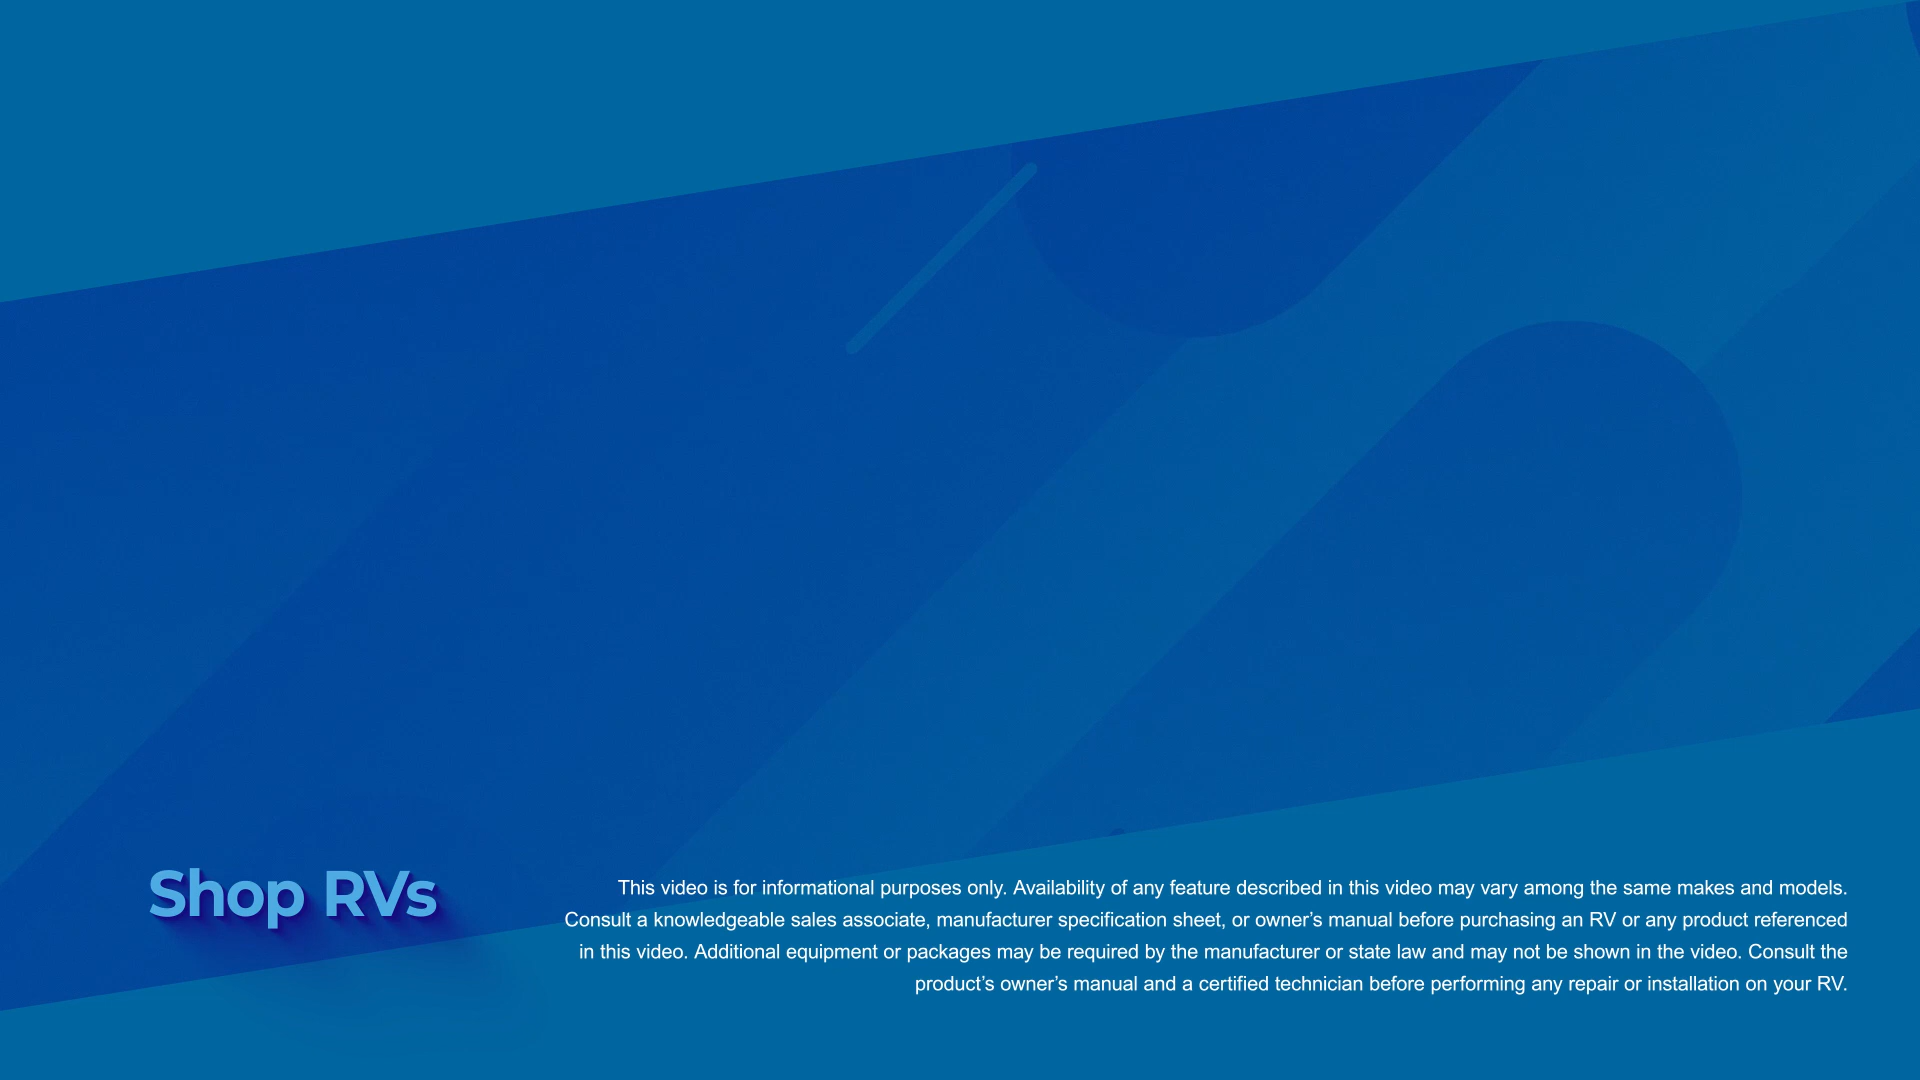 Shop RVs
This video is for informational purposes only. Availability of any feature described in this video may vary among the same makes and models.
Consult a knowledgeable sales associate, manufacturer specification sheet, or owner’s manual before purchasing an RV or any product referenced
in this video. Additional equipment or packages may be required by the manufacturer or state law and may not be shown in the video. Consult the
product’s owner’s manual and a certified technician before performing any repair or installation on your RV.